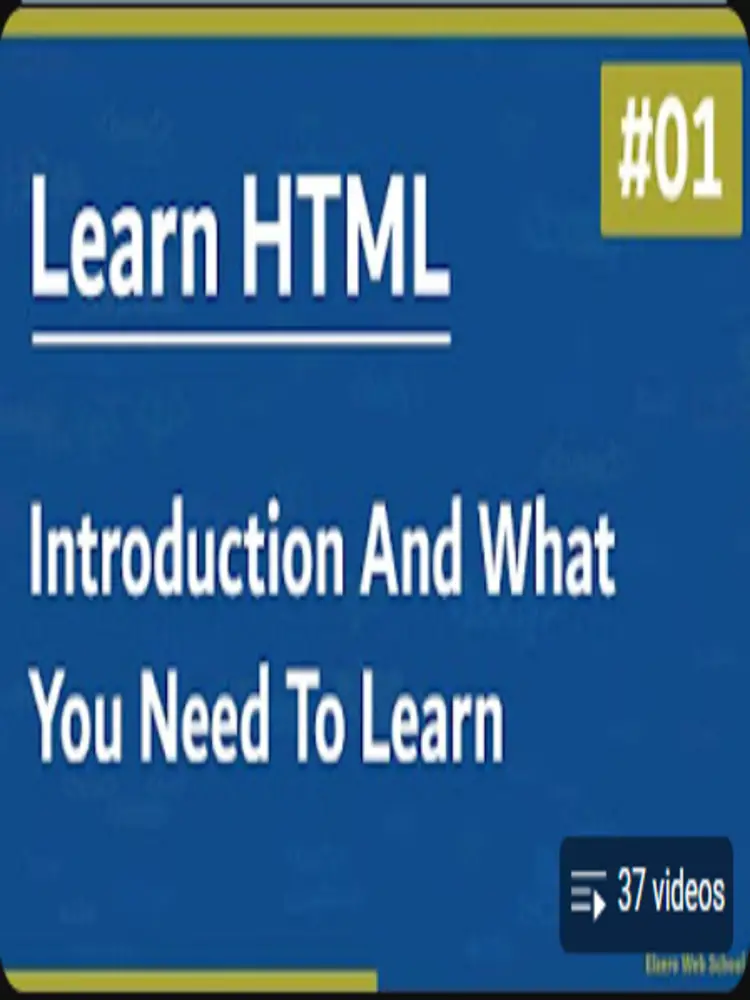 #01
Learn HTML
Introduction And What
You Need To Learn
37 videos
Elzero Web School